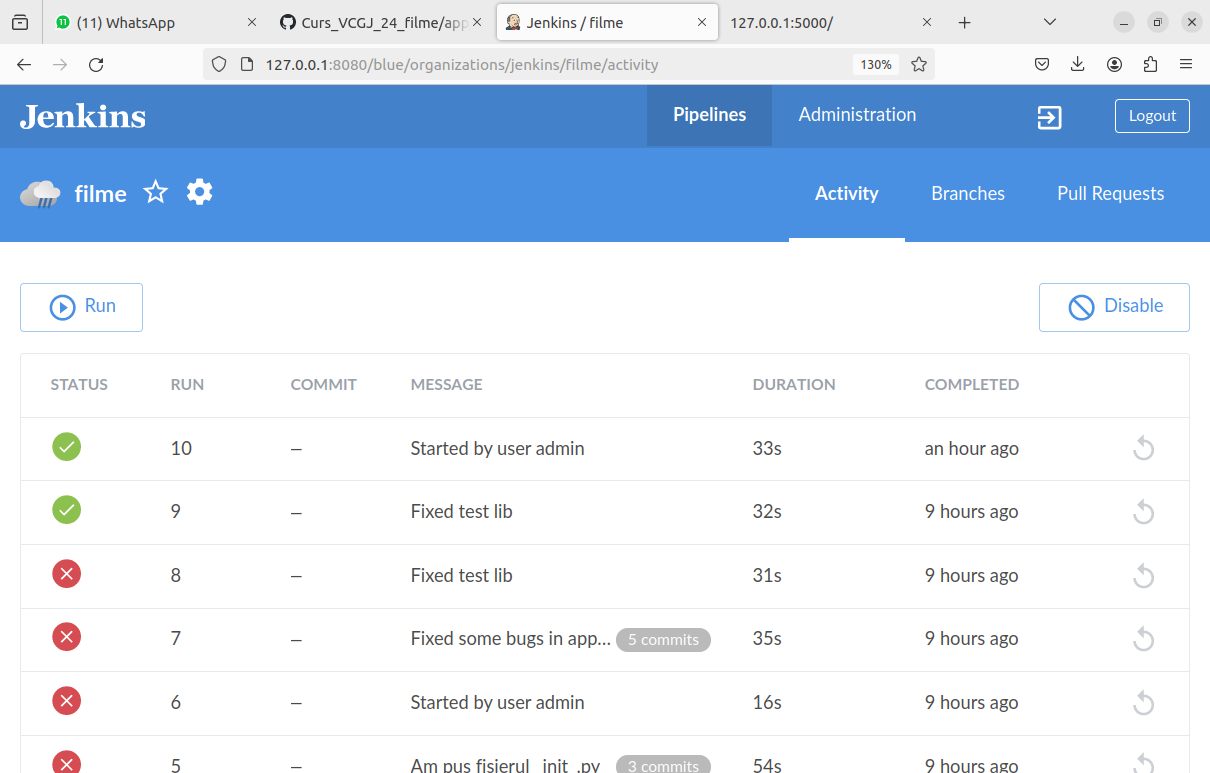 (11) WhatsApp
Curs_VCGJ_24_filme/app
Jenkins / filme
127.0.0.1:5000/
127.0.0.1:8080/blue/organizations/jenkins/filme/activity
130%
Jenkins
Pipelines
Administration
Logout
filme
Activity
Branches
Pull Requests
Run
Disable
STATUS RUN COMMIT MESSAGE DURATION COMPLETED
10 – Started by user admin 33s an hour ago
9 – Fixed test lib 32s 9 hours ago
8 – Fixed test lib 31s 9 hours ago
7 – Fixed some bugs in app... 5 commits 35s 9 hours ago
6 – Started by user admin 16s 9 hours ago
5 – Am pus fisierul _init_.py 3 commits 54s 9 hours ago